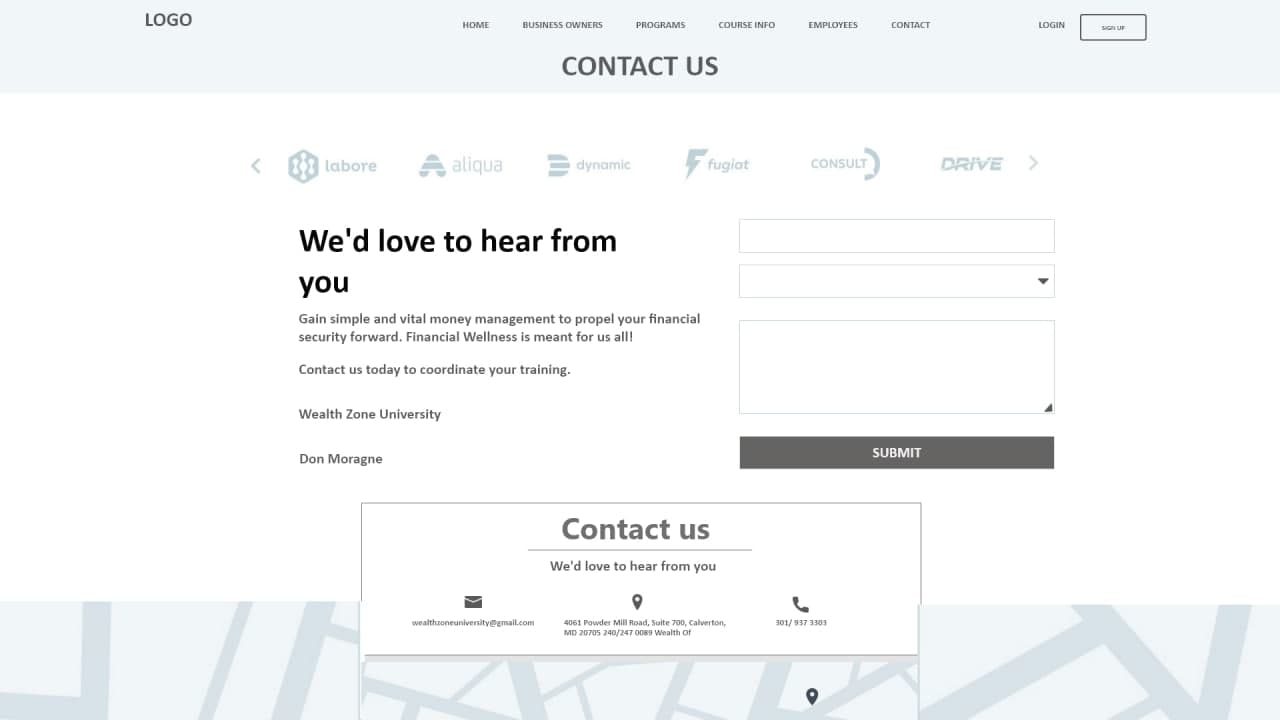 LOGO
HOME BUSINESS OWNERS PROGRAMS COURSE INFO EMPLOYEES CONTACT LOGIN SIGN UP
CONTACT US
labore aliqua dynamic fugiat CONSULT DRIVE
We'd love to hear from
you
Gain simple and vital money management to propel your financial
security forward. Financial Wellness is meant for us all!
Contact us today to coordinate your training.
Wealth Zone University
Don Moragne
SUBMIT
Contact us
We'd love to hear from you
wealthzoneuniversity@gmail.com
4061 Powder Mill Road, Suite 700, Calverton,
MD 20705 240/247 0089 Wealth Of
301/ 937 3303